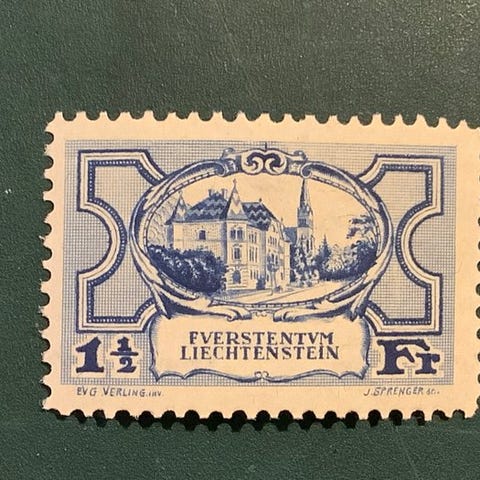 FVERSTENTVM
LIECHTENSTEIN
1 1/2 Fr
EVG. VERLING. INV. J. SPRENGER sc.